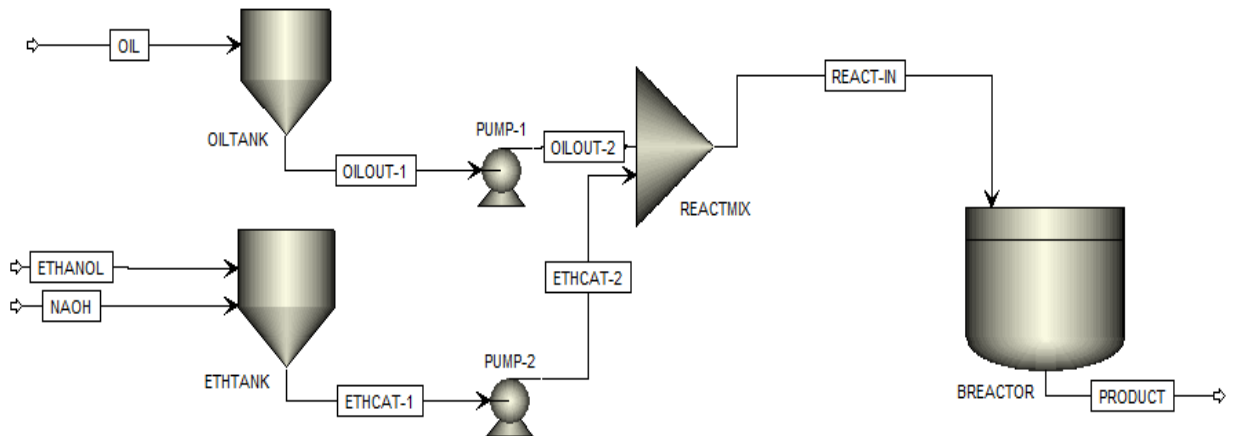 OIL
OILTANK
OILOUT-1
PUMP-1
OILOUT-2
REACTMIX
REACT-IN
ETHANOL
NAOH
ETHTANK
ETHCAT-1
PUMP-2
ETHCAT-2
BREACTOR
PRODUCT